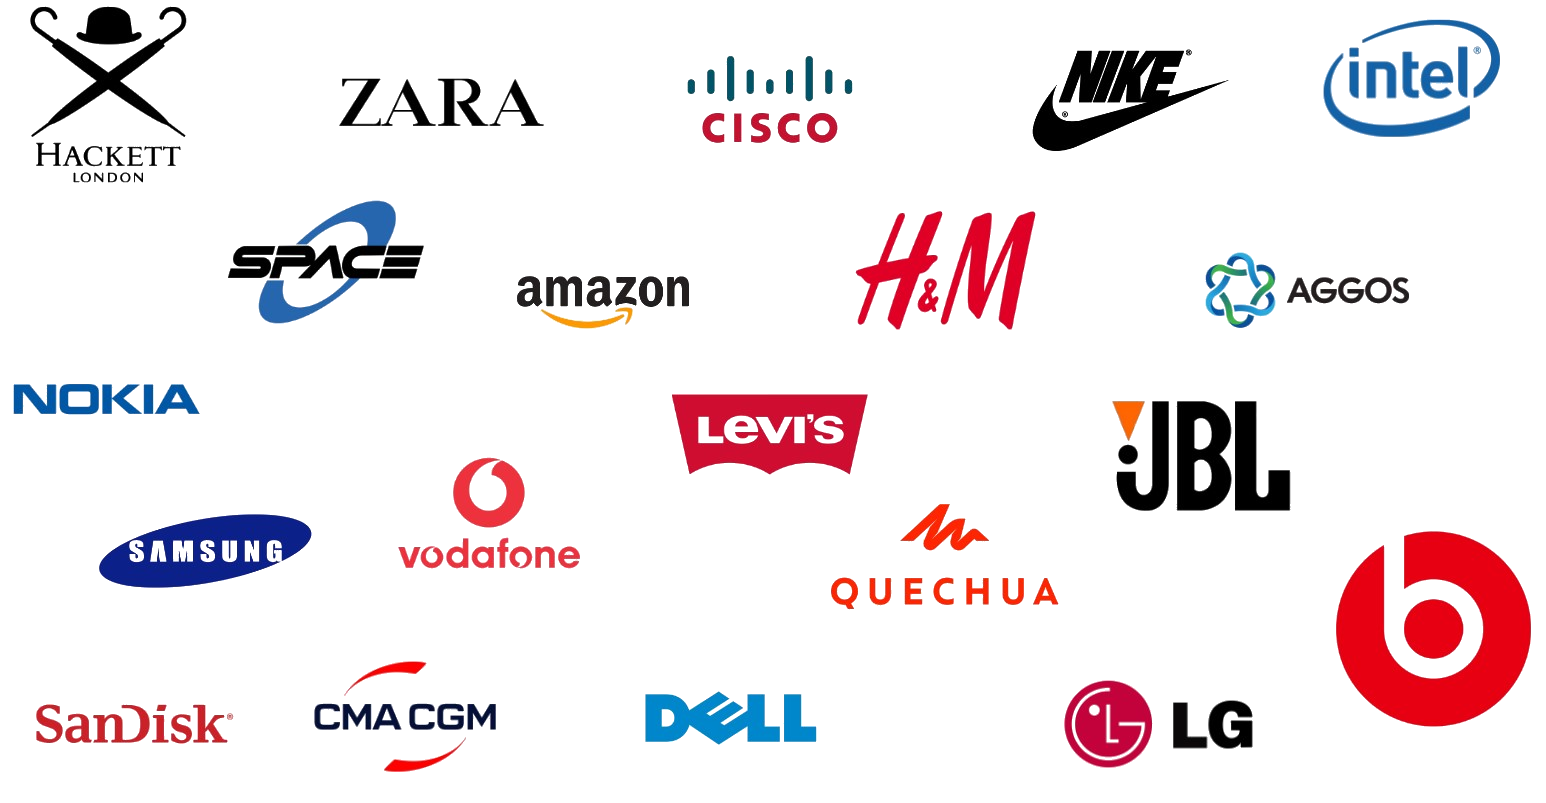 HACKETT
LONDON
ZARA
CISCO
NIKE®
®
intel®
SPACE
amazon
H&M
AGGOS
NOKIA
LEVI'S
JBL
SAMSUNG
vodafone
QUECHUA
b
SanDisk®
CMA CGM
DELL
LG